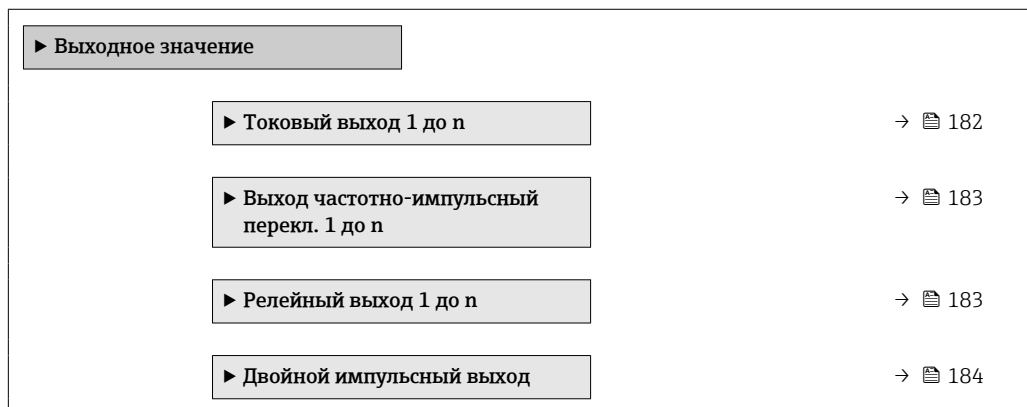 ▶ Выходное значение
▶ Токовый выход 1 до n → 182
▶ Выход частотно-импульсный → 183
перекл. 1 до n
▶ Релейный выход 1 до n → 183
▶ Двойной импульсный выход → 184